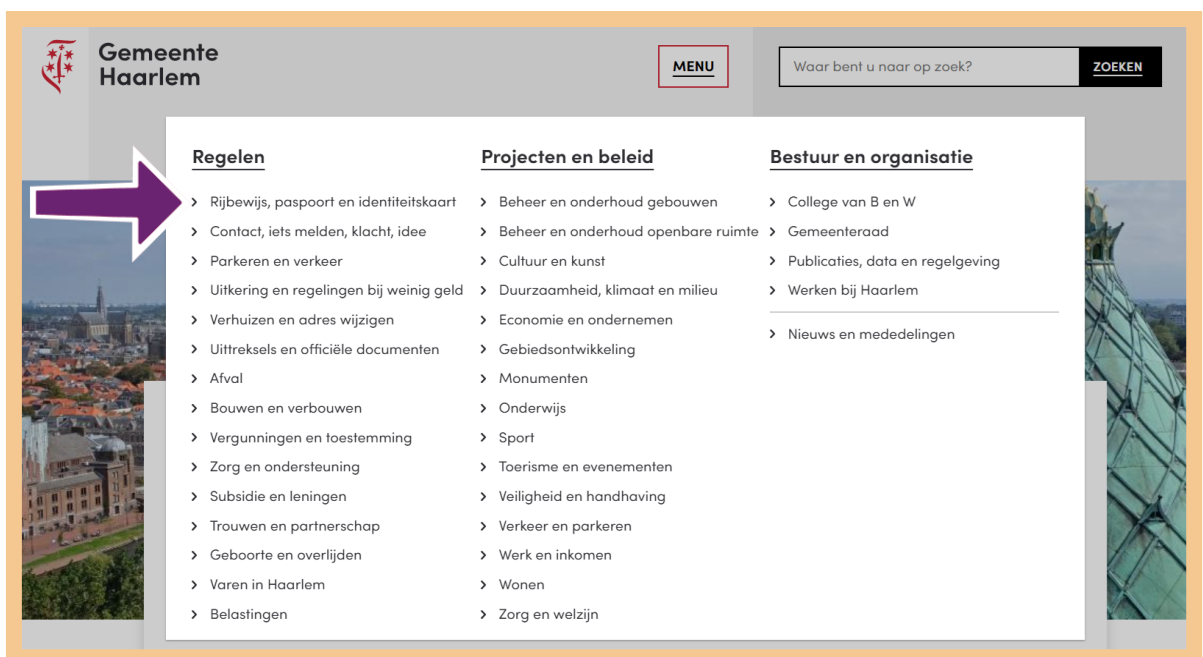 Gemeente
Haarlem
MENU
Waar bent u naar op zoek?
ZOEKEN
Regelen
Rijbewijs, paspoort en identiteitskaart
Contact, iets melden, klacht, idee
Parkeren en verkeer
Uitkering en regelingen bij weinig geld
Verhuizen en adres wijzigen
Uittreksels en officiële documenten
Afval
Bouwen en verbouwen
Vergunningen en toestemming
Zorg en ondersteuning
Subsidie en leningen
Trouwen en partnerschap
Geboorte en overlijden
Varen in Haarlem
Belastingen
Projecten en beleid
Beheer en onderhoud gebouwen
Beheer en onderhoud openbare ruimte
Cultuur en kunst
Duurzaamheid, klimaat en milieu
Economie en ondernemen
Gebiedsontwikkeling
Monumenten
Onderwijs
Sport
Toerisme en evenementen
Veiligheid en handhaving
Verkeer en parkeren
Werk en inkomen
Wonen
Zorg en welzijn
Bestuur en organisatie
College van B en W
Gemeenteraad
Publicaties, data en regelgeving
Werken bij Haarlem
Nieuws en mededelingen